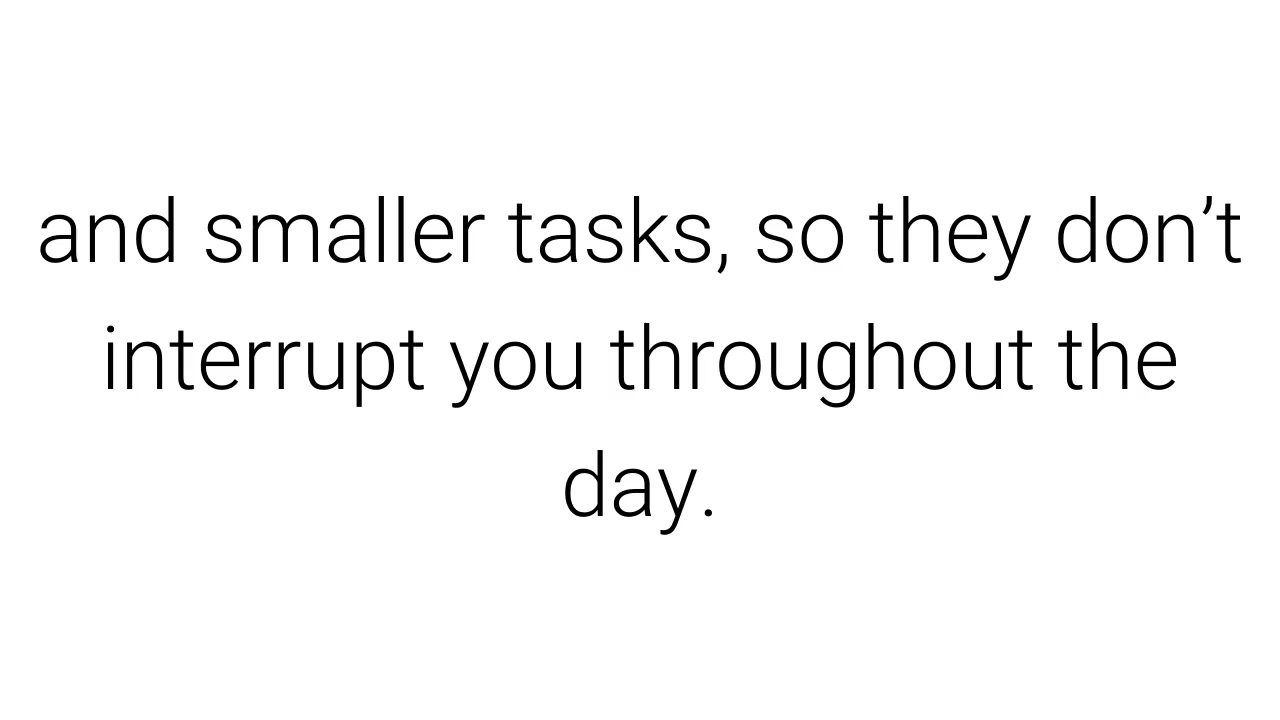 and smaller tasks, so they don’t
interrupt you throughout the
day.